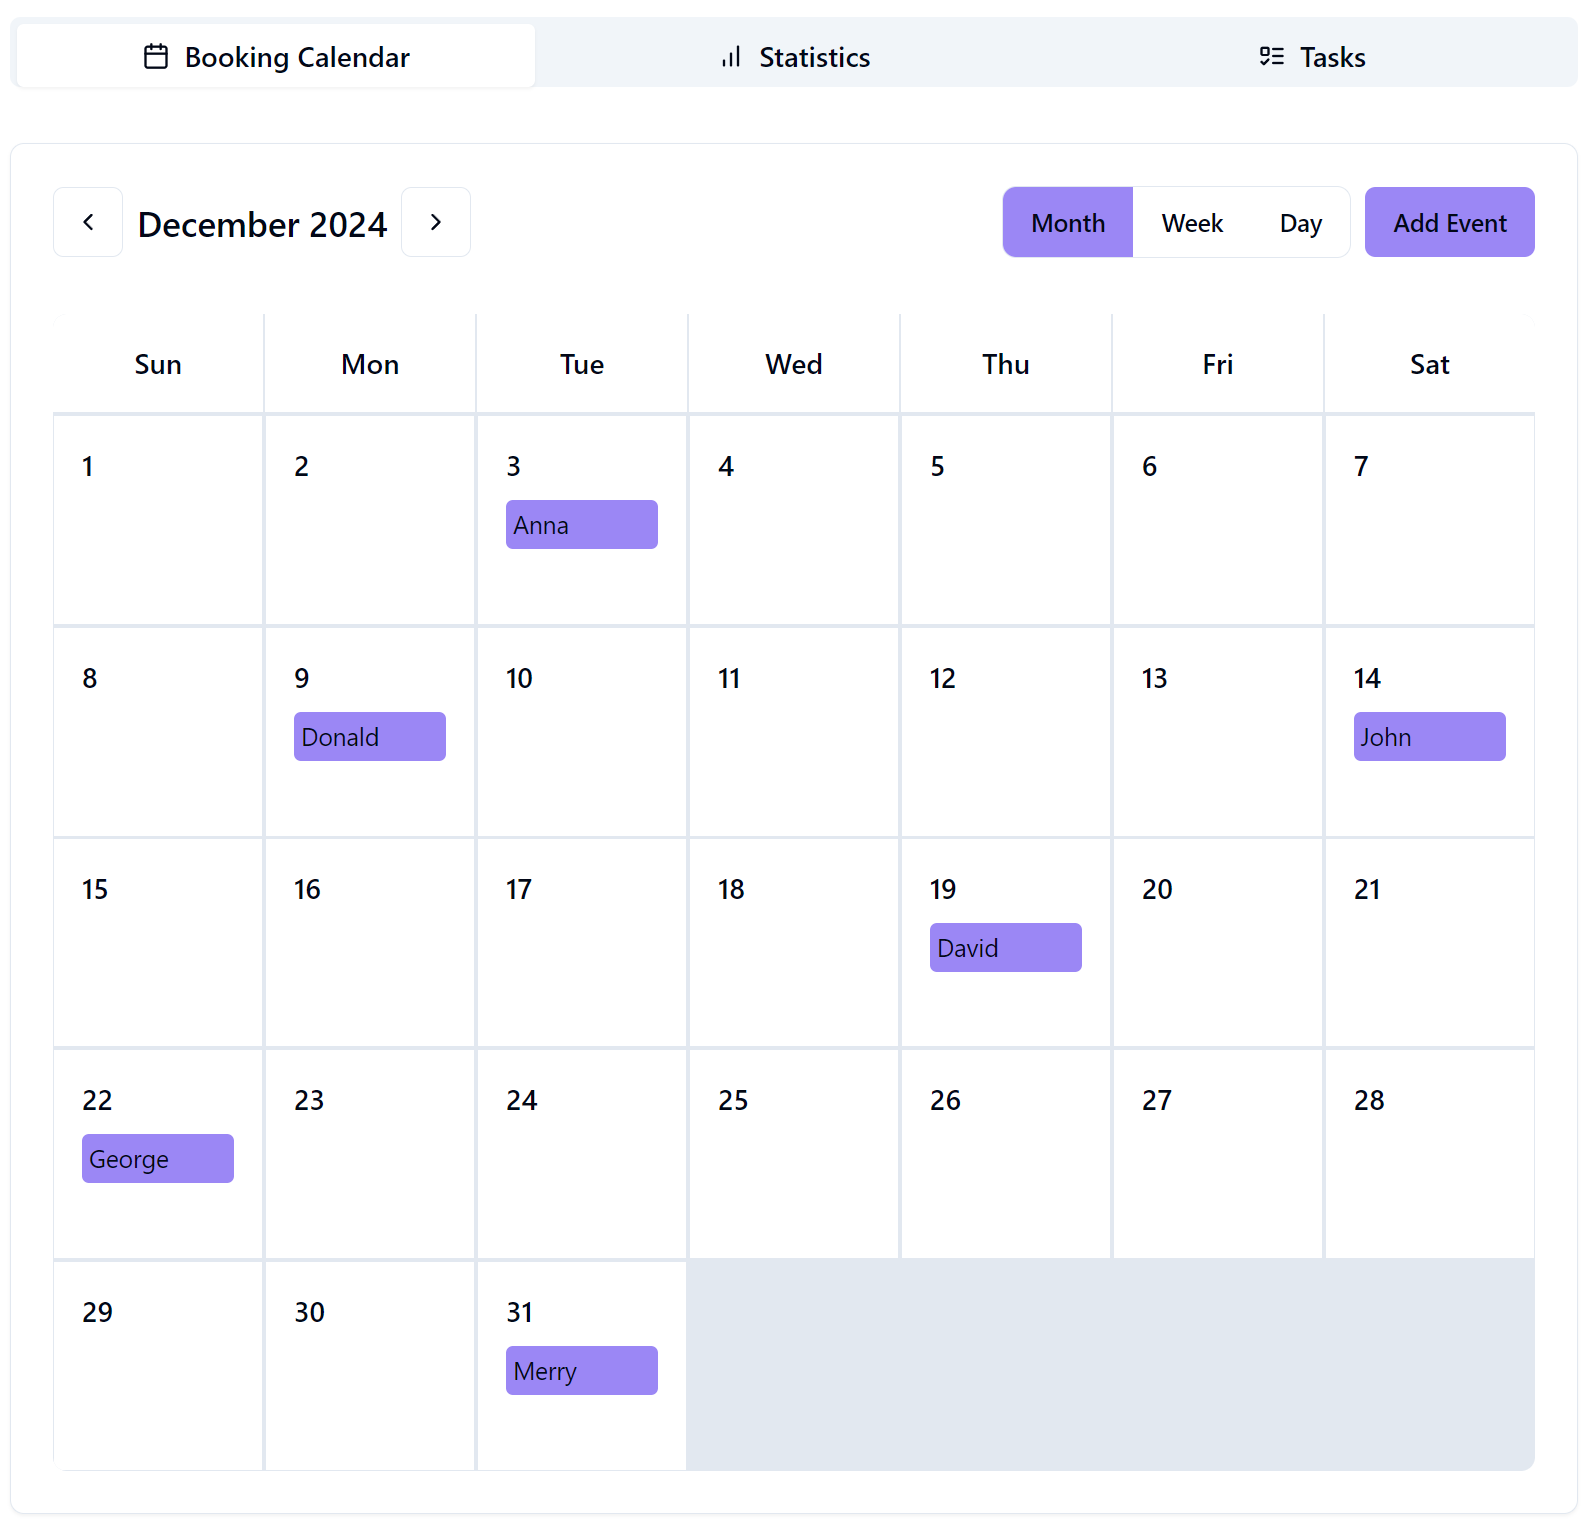 Booking Calendar Statistics Tasks
December 2024 Month Week Day Add Event
Sun Mon Tue Wed Thu Fri Sat
1 2 3 4 5 6 7
Anna
8 9 10 11 12 13 14
Donald John
15 16 17 18 19 20 21
David
22 23 24 25 26 27 28
George
29 30 31
Merry